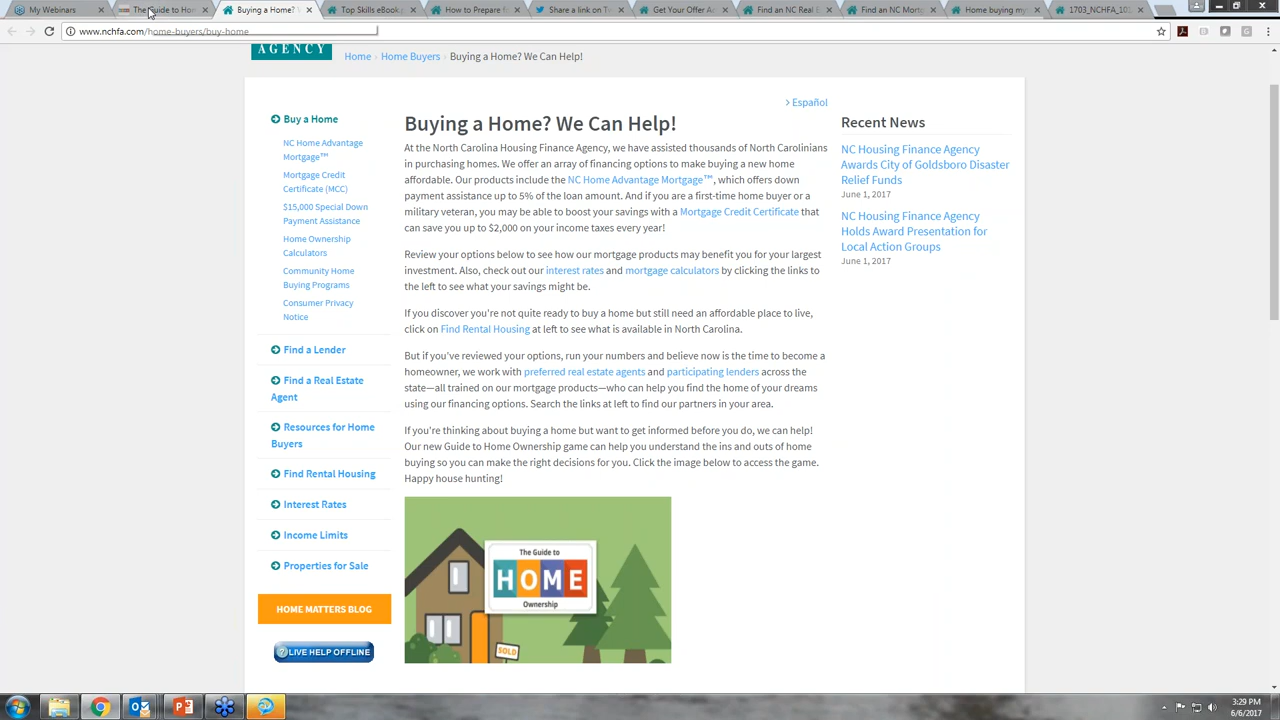 My Webinars
The Guide to Hom
Buying a Home? W
Top Skills eBook.p
How to Prepare f
Share a link on Tw
Get Your Offer Ac
Find an NC Real E
Find an NC Mortg
Home buying my
1703_NCHFA_101
www.nchfa.com/home-buyers/buy-home
AGENCY
Home › Home Buyers › Buying a Home? We Can Help!
Español
Buy a Home
NC Home Advantage
Mortgage™
Mortgage Credit
Certificate (MCC)
$15,000 Special Down
Payment Assistance
Home Ownership
Calculators
Community Home
Buying Programs
Consumer Privacy
Notice
Find a Lender
Find a Real Estate
Agent
Resources for Home
Buyers
Find Rental Housing
Interest Rates
Income Limits
Properties for Sale
HOME MATTERS BLOG
LIVE HELP OFFLINE
Buying a Home? We Can Help!
At the North Carolina Housing Finance Agency, we have assisted thousands of North Carolinians
in purchasing homes. We offer an array of financing options to make buying a new home
affordable. Our products include the NC Home Advantage Mortgage™, which offers down
payment assistance up to 5% of the loan amount. And if you are a first-time home buyer or a
military veteran, you may be able to boost your savings with a Mortgage Credit Certificate that
can save you up to $2,000 on your income taxes every year!
Review your options below to see how our mortgage products may benefit you for your largest
investment. Also, check out our interest rates and mortgage calculators by clicking the links to
the left to see what your savings might be.
If you discover you're not quite ready to buy a home but still need an affordable place to live,
click on Find Rental Housing at left to see what is available in North Carolina.
But if you've reviewed your options, run your numbers and believe now is the time to become a
homeowner, we work with preferred real estate agents and participating lenders across the
state—all trained on our mortgage products—who can help you find the home of your dreams
using our financing options. Search the links at left to find our partners in your area.
If you're thinking about buying a home but want to get informed before you do, we can help!
Our new Guide to Home Ownership game can help you understand the ins and outs of home
buying so you can make the right decisions for you. Click the image below to access the game.
Happy house hunting!
The Guide to
HOME
Ownership
SOLD
Recent News
NC Housing Finance Agency
Awards City of Goldsboro Disaster
Relief Funds
June 1, 2017
NC Housing Finance Agency
Holds Award Presentation for
Local Action Groups
June 1, 2017
3:29 PM
6/6/2017